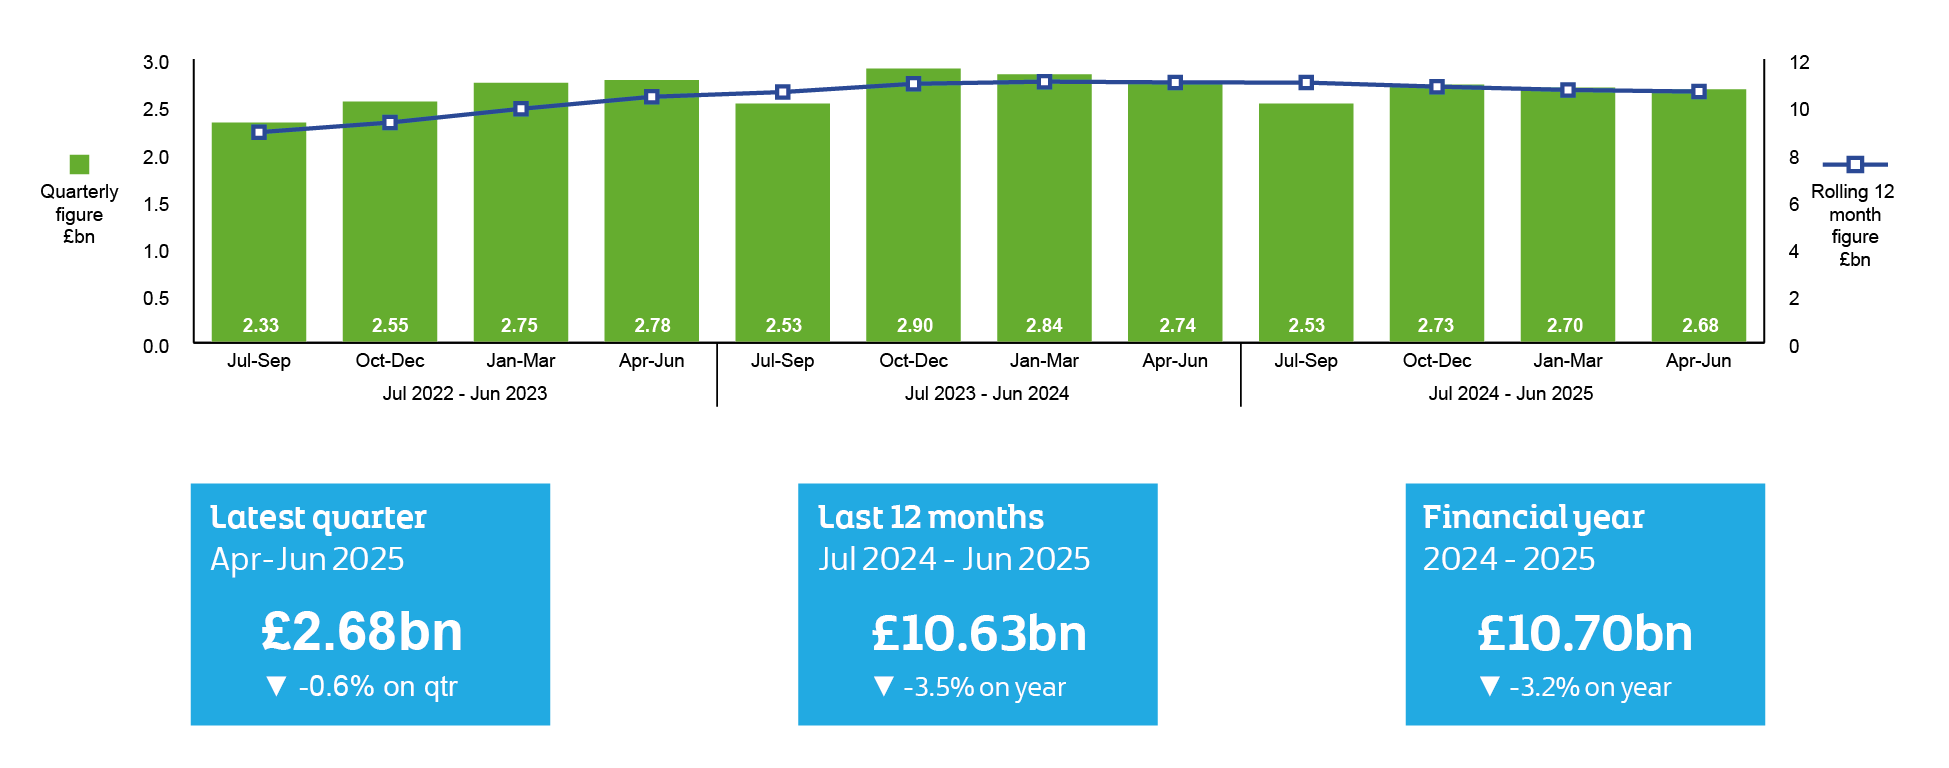 3.0
2.5
2.0
1.5
1.0
0.5
0.0
Quarterly
figure
£bn
12
10
8
6
4
2
0
Rolling 12
month
figure
£bn
2.33 2.55 2.75 2.78 2.53 2.90 2.84 2.74 2.53 2.73 2.70 2.68
Jul-Sep Oct-Dec Jan-Mar Apr-Jun Jul-Sep Oct-Dec Jan-Mar Apr-Jun Jul-Sep Oct-Dec Jan-Mar Apr-Jun
Jul 2022 - Jun 2023 Jul 2023 - Jun 2024 Jul 2024 - Jun 2025
Latest quarter
Apr-Jun 2025
£2.68bn
▼ -0.6% on qtr
Last 12 months
Jul 2024 - Jun 2025
£10.63bn
▼ -3.5% on year
Financial year
2024 - 2025
£10.70bn
▼ -3.2% on year